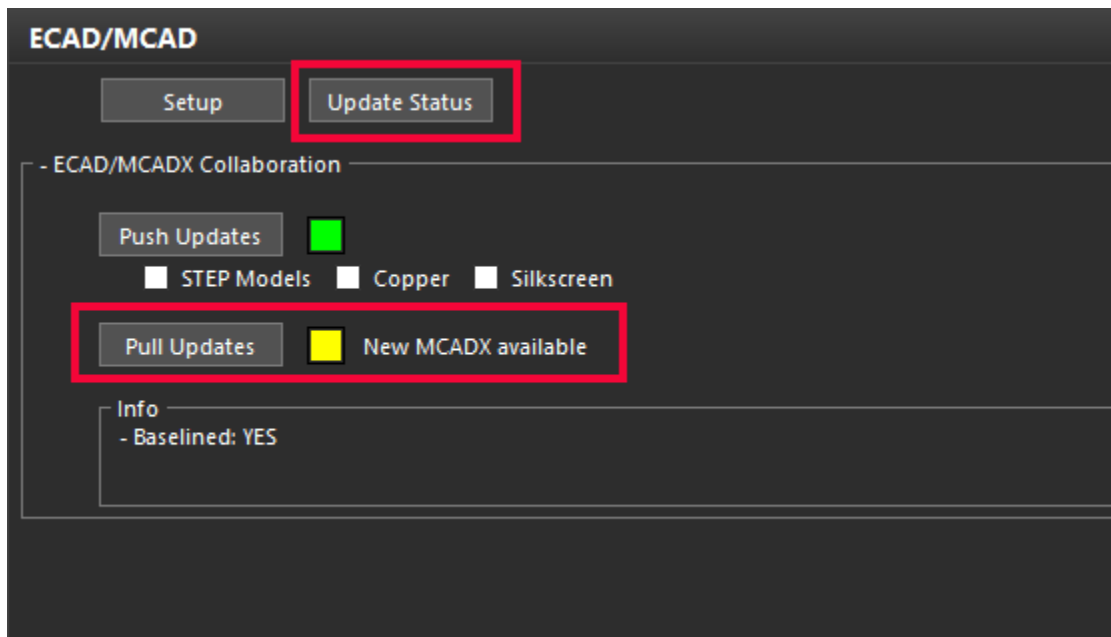 ECAD/MCAD
Setup Update Status
- ECAD/MCADX Collaboration
Push Updates
STEP Models Copper Silkscreen
Pull Updates New MCADX available
Info
- Baselined: YES